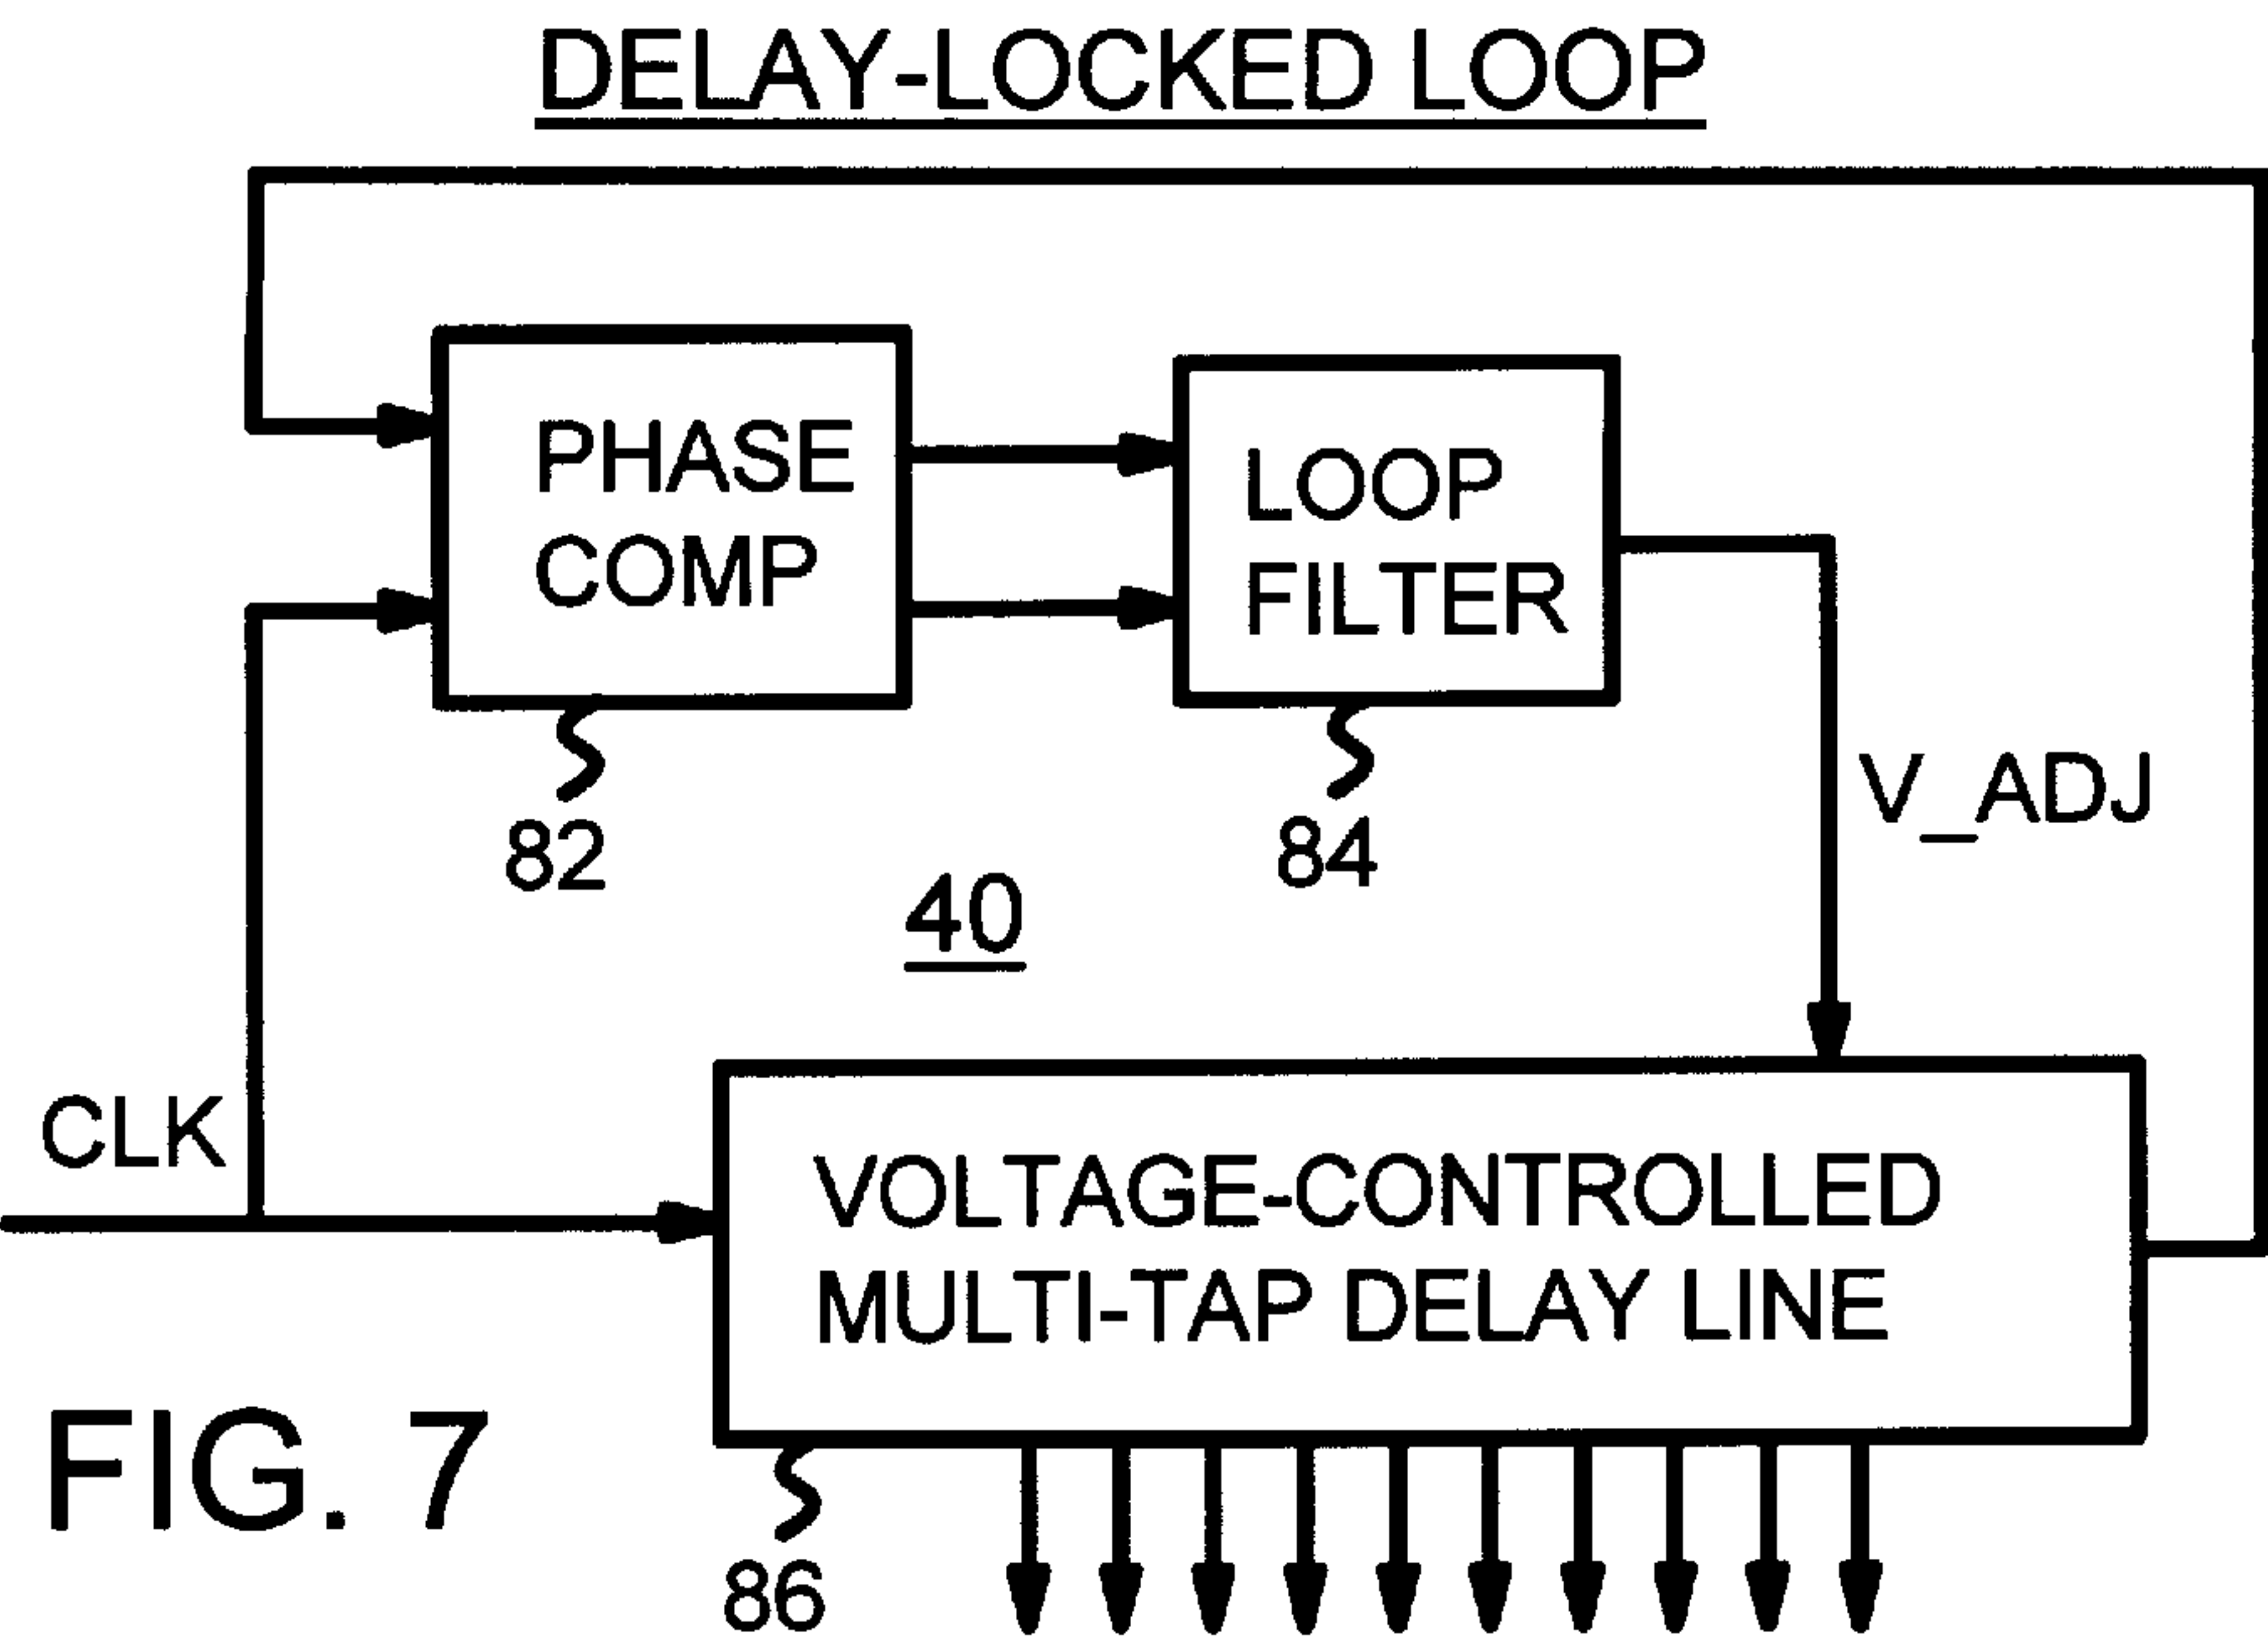 DELAY-LOCKED LOOP
PHASE
COMP
82
LOOP
FILTER
84
V_ADJ
40
CLK
VOLTAGE-CONTROLLED
MULTI-TAP DELAY LINE
86
FIG. 7